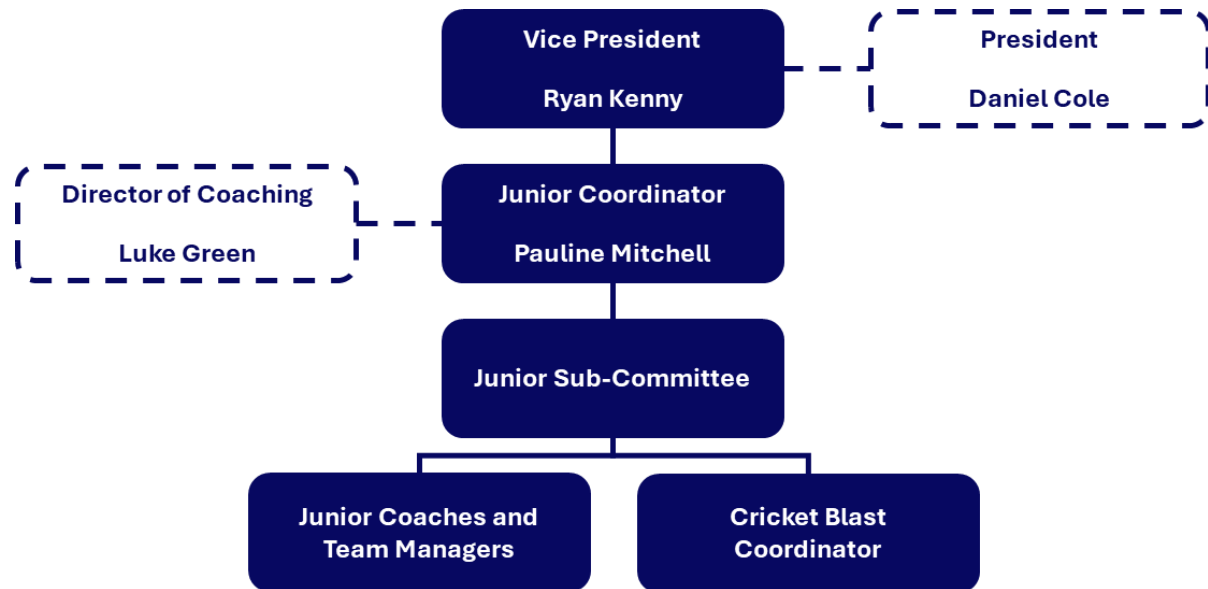 Vice President
Ryan Kenny
President
Daniel Cole
Director of Coaching
Luke Green
Junior Coordinator
Pauline Mitchell
Junior Sub-Committee
Junior Coaches and
Team Managers
Cricket Blast
Coordinator